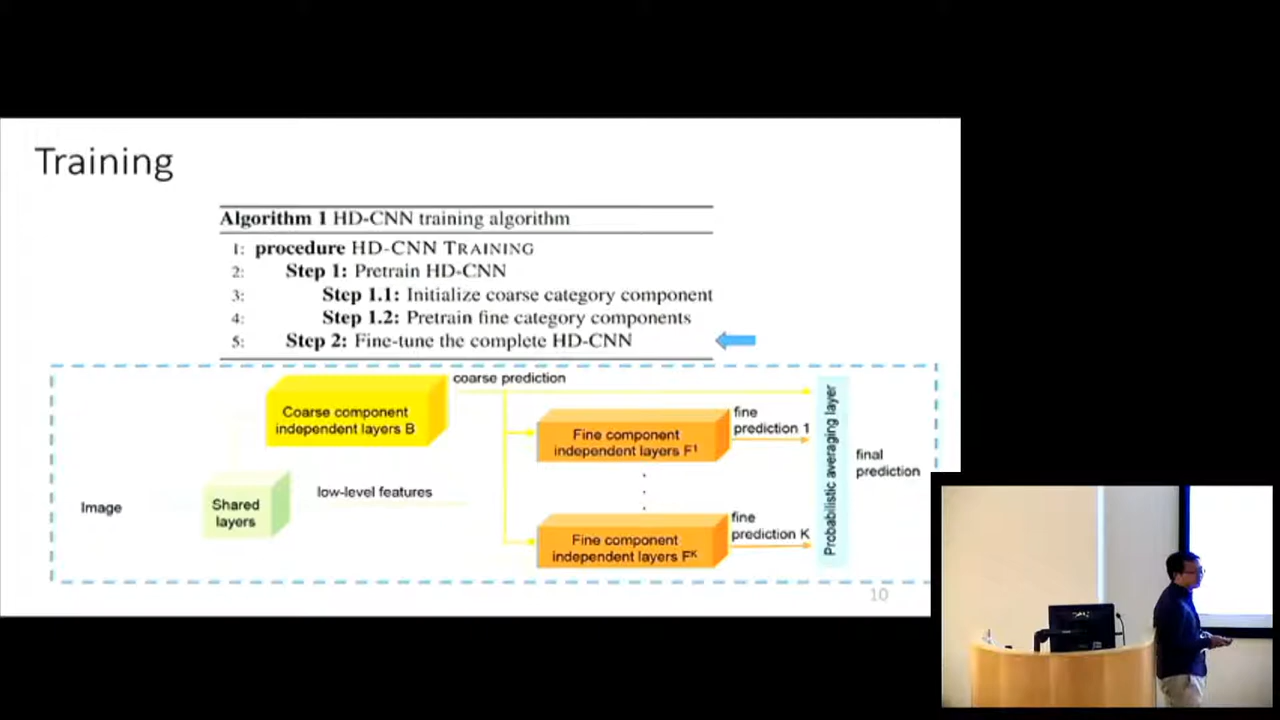 Training
Algorithm 1 HD-CNN training algorithm
1: procedure HD-CNN TRAINING
2: Step 1: Pretrain HD-CNN
3: Step 1.1: Initialize coarse category component
4: Step 1.2: Pretrain fine category components
5: Step 2: Fine-tune the complete HD-CNN
coarse prediction
Coarse component
independent layers B
Fine component
independent layers F¹
fine
prediction 1
Probabilistic averaging layer
final
prediction
Image
Shared
layers
low-level features
Fine component
independent layers Fᴷ
fine
prediction K
10